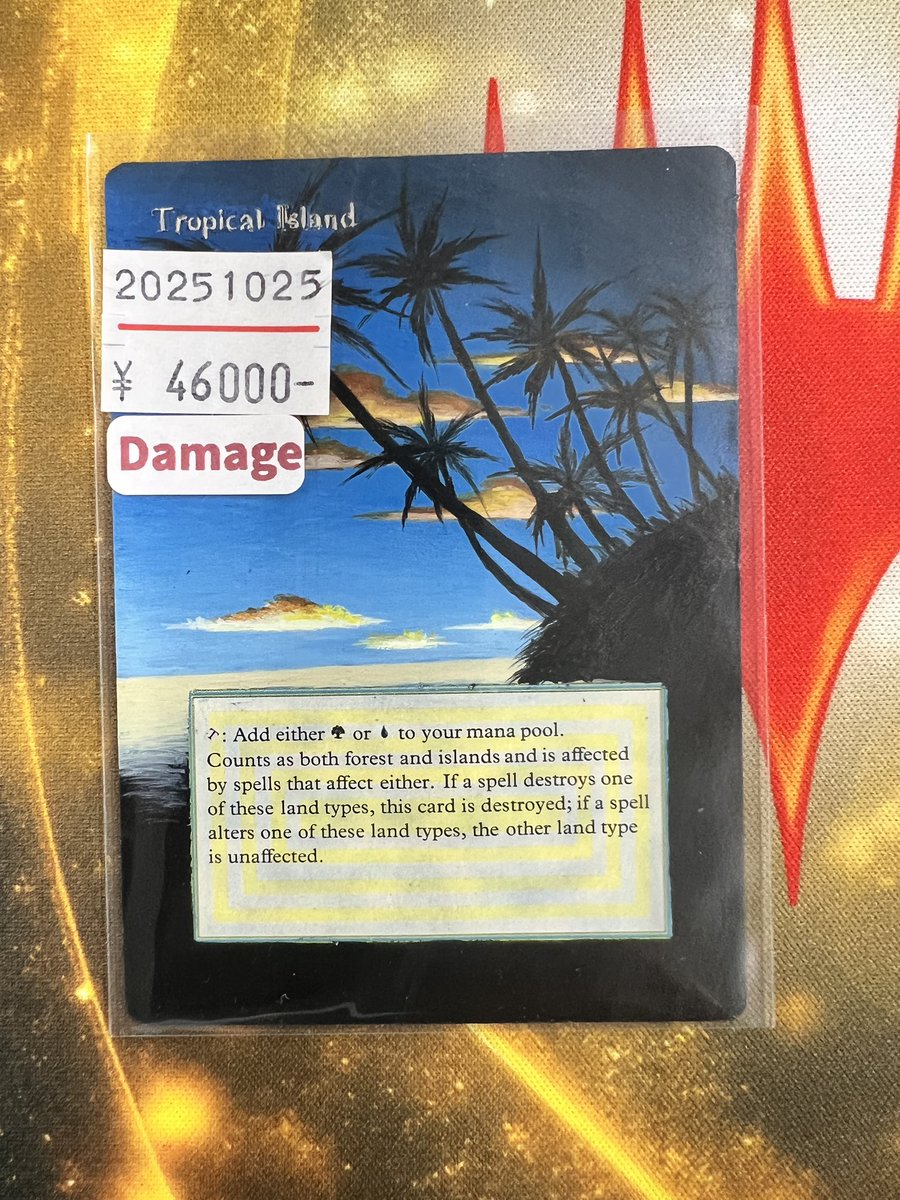 Tropical Island
20251025
¥ 46000-
Damage
: Add either or to your mana pool.
Counts as both forest and islands and is affected
by spells that affect either. If a spell destroys one
of these land types, this card is destroyed; if a spell
alters one of these land types, the other land type
is unaffected.